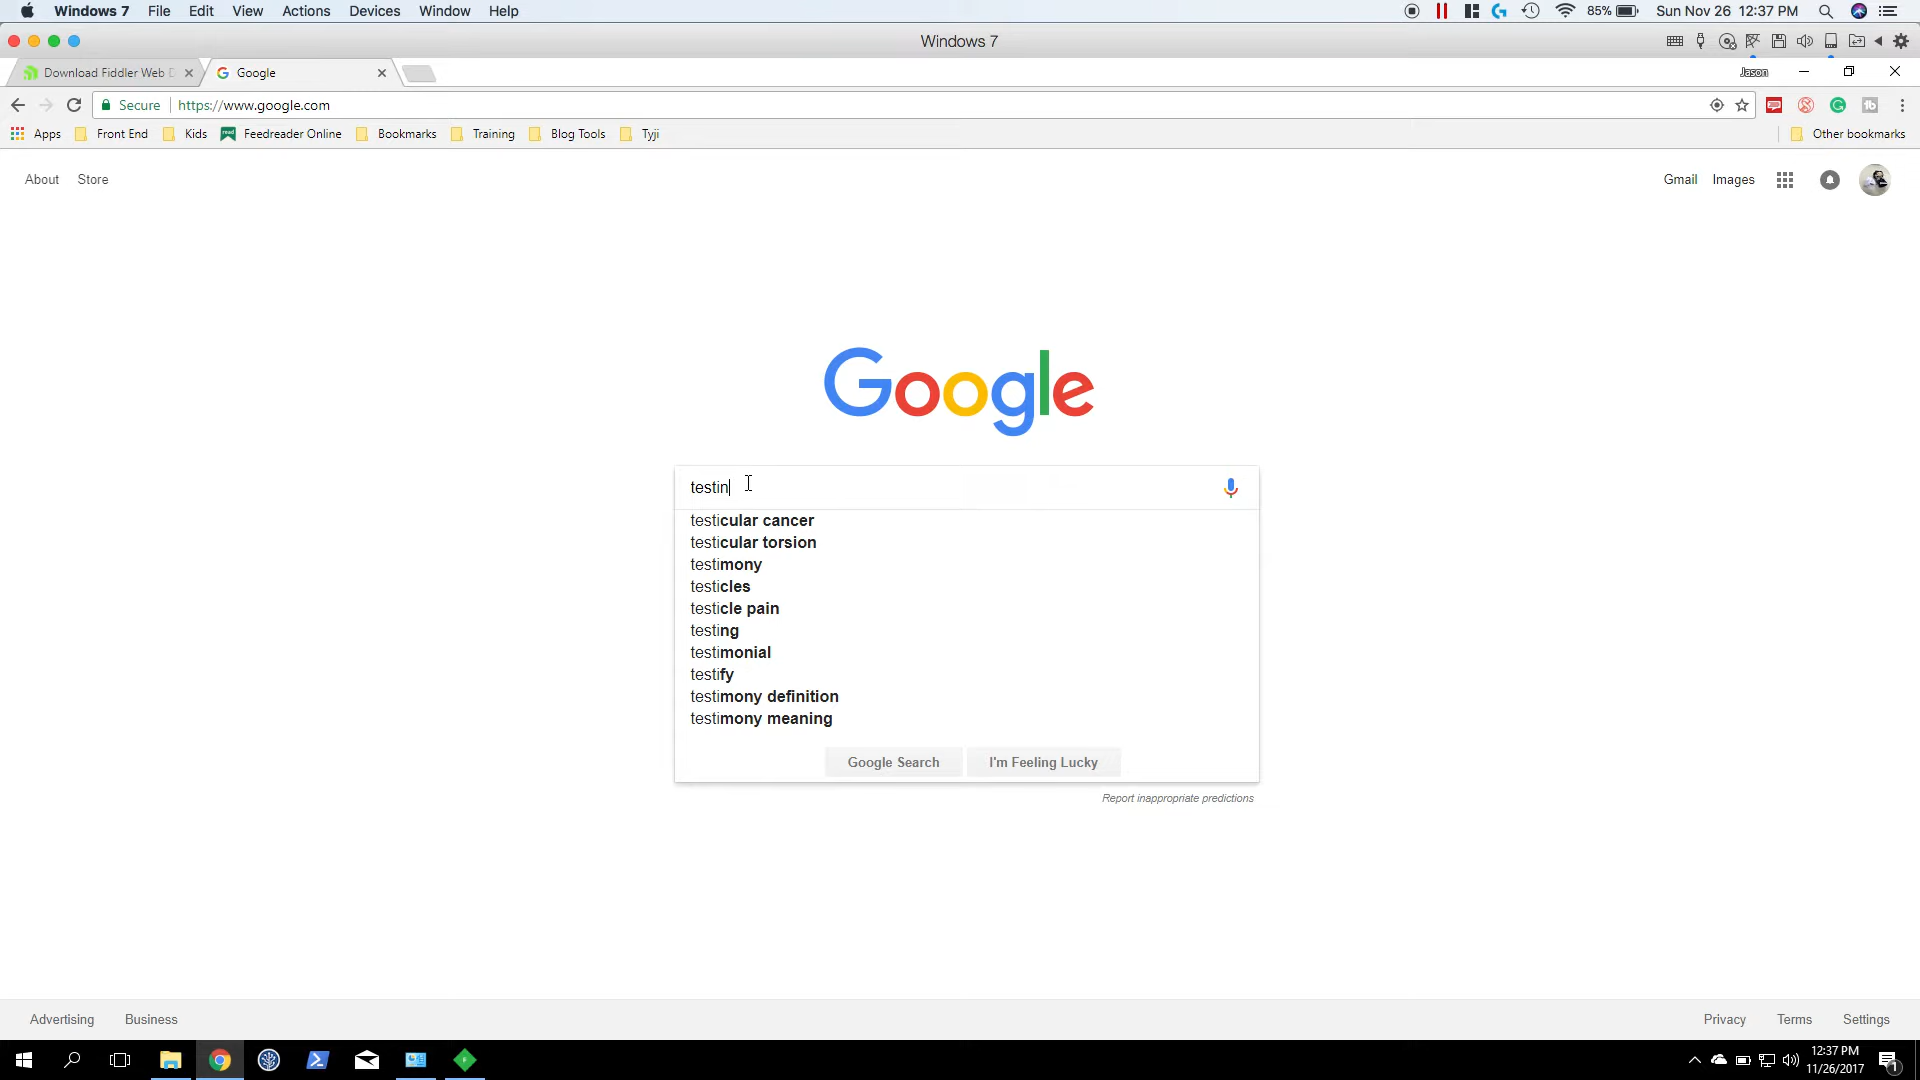 Windows 7 File Edit View Actions Devices Window Help 85% Sun Nov 26 12:37 PM
Windows 7
Download Fiddler Web D Google Jason
Secure https://www.google.com
Apps Front End Kids Feedreader Online Bookmarks Training Blog Tools Tyji Other bookmarks
About Store Gmail Images
Google
testin
testicular cancer
testicular torsion
testimony
testicles
testicle pain
testing
testimonial
testify
testimony definition
testimony meaning
Google Search I'm Feeling Lucky
Report inappropriate predictions
Advertising Business Privacy Terms Settings
12:37 PM
11/26/2017
1